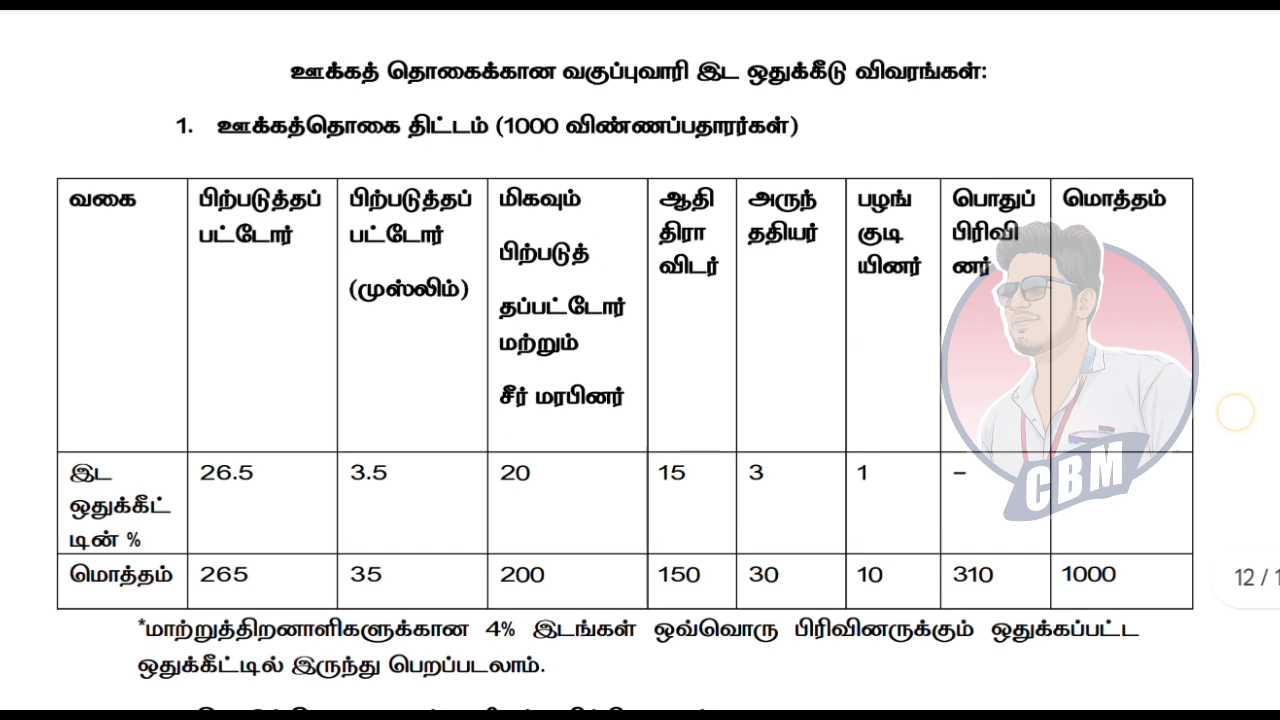 ஊக்கத் தொகைக்கான வகுப்புவாரி இட ஒதுக்கீடு விவரங்கள்:
1. ஊக்கத்தொகை திட்டம் (1000 விண்ணப்பதாரர்கள்)
வகை
பிற்படுத்தப்
பட்டோர்
பிற்படுத்தப்
பட்டோர்
(முஸ்லிம்)
மிகவும்
பிற்படுத்
தப்பட்டோர்
மற்றும்
சீர் மரபினர்
ஆதி
திரா
விடர்
அருந்
ததியர்
பழங்
குடி
யினர்
பொதுப்
பிரிவி
னர்
மொத்தம்
இட
ஒதுக்கீட்
டின் %
26.5
3.5
20
15
3
1
–
மொத்தம்
265
35
200
150
30
10
310
1000
*மாற்றுத்திறனாளிகளுக்கான 4% இடங்கள் ஒவ்வொரு பிரிவினருக்கும் ஒதுக்கப்பட்ட
ஒதுக்கீட்டில் இருந்து பெறப்படலாம்.
CBM
12 / 1